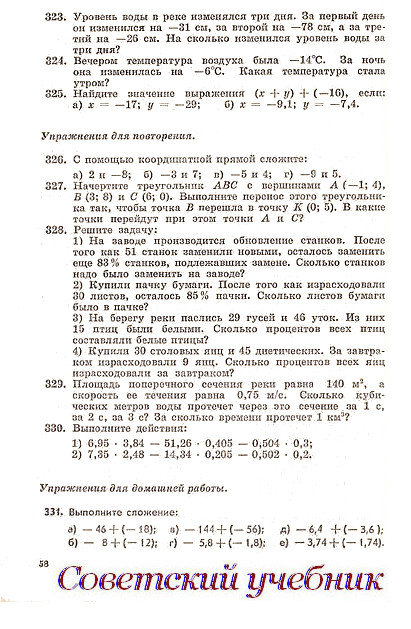 323. Уровень воды в реке изменялся три дня. За первый день
он изменился на —31 см, за второй на —78 см, а за тре-
тий на —26 см. На сколько изменился уровень воды за
три дня?
324. Вечером температура воздуха была —14°С. За ночь
она изменилась на —6°С. Какая температура стала
утром?
325. Найдите значение выражения (x + y) + (—16), если:
а) x = —17; y = —29; б) x = —9,1; y = —7,4.
Упражнения для повторения.
326. С помощью координатной прямой сложите:
а) 2 и —8; б) —3 и 7; в) —5 и 4; г) —9 и 5.
327. Начертите треугольник ABC с вершинами A (—1; 4),
B (3; 3) и C (6; 0). Выполните перенос этого треугольни-
ка так, чтобы точка B перешла в точку K (0; 5). В какие
точки перейдут при этом точки A и C?
328. Решите задачу:
1) На заводе производится обновление станков. После
того как 51 станок заменили новыми, осталось заменить
еще 83% станков, подлежавших замене. Сколько станков
надо было заменить на заводе?
2) Купили пачку бумаги. После того как израсходовали
30 листов, осталось 85% пачки. Сколько листов бумаги
было в пачке?
3) На берегу реки паслись 29 гусей и 46 уток. Из них
15 птиц были белыми. Сколько процентов всех птиц
составляли белые птицы?
4) Купили 30 столовых яиц и 45 диетических. За завтра-
ком израсходовали 9 яиц. Сколько процентов всех яиц
израсходовали за завтраком?
329. Площадь поперечного сечения реки равна 140 м², а
скорость ее течения равна 0,75 м/с. Сколько куби-
ческих метров воды протечет через это сечение за 1 с,
за 2 с, за 3 с? За сколько времени протечет 1 км³?
330. Выполните действия:
1) 6,95 · 3,84 — 51,26 · 0,405 — 0,504 · 0,3;
2) 7,35 · 2,48 — 14,34 · 0,205 — 0,502 · 0,2.
Упражнения для домашней работы.
331. Выполните сложение:
а) — 46 + (— 18); в) — 144 + (— 56); д) — 6,4 + (— 3,6);
б) — 8 + (— 12); г) — 5,8 + (— 1,8); е) — 3,74 + (— 1,74).
58
Советский учебник